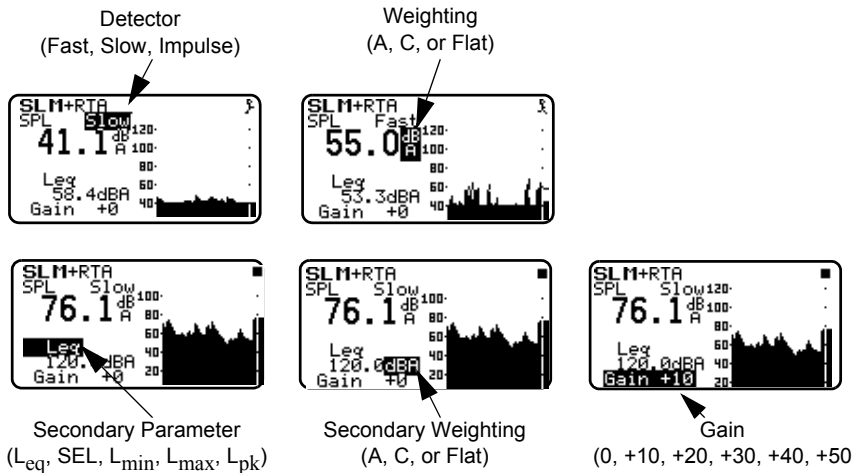 Detector
(Fast, Slow, Impulse)
Weighting
(A, C, or Flat)
SLM+RTA
SPL Slow
41.1 dB A
Leq
58.4dBA
Gain +0
120
100
80
60
40
SLM+RTA
SPL Fast
55.0 dB A
Leq
53.3dBA
Gain +0
120
100
80
60
40
SLM+RTA
SPL Slow
76.1 dB A
Leq
120.0dBA
Gain +0
100
80
60
40
20
SLM+RTA
SPL Slow
76.1 dB A
Leq
120.0dBA
Gain +0
100
80
60
40
20
SLM+RTA
SPL Slow
76.1 dB A
Leq
120.0dBA
Gain +10
120
100
80
60
40
20
Secondary Parameter
(Leq, SEL, Lmin, Lmax, Lpk)
Secondary Weighting
(A, C, or Flat)
Gain
(0, +10, +20, +30, +40, +50